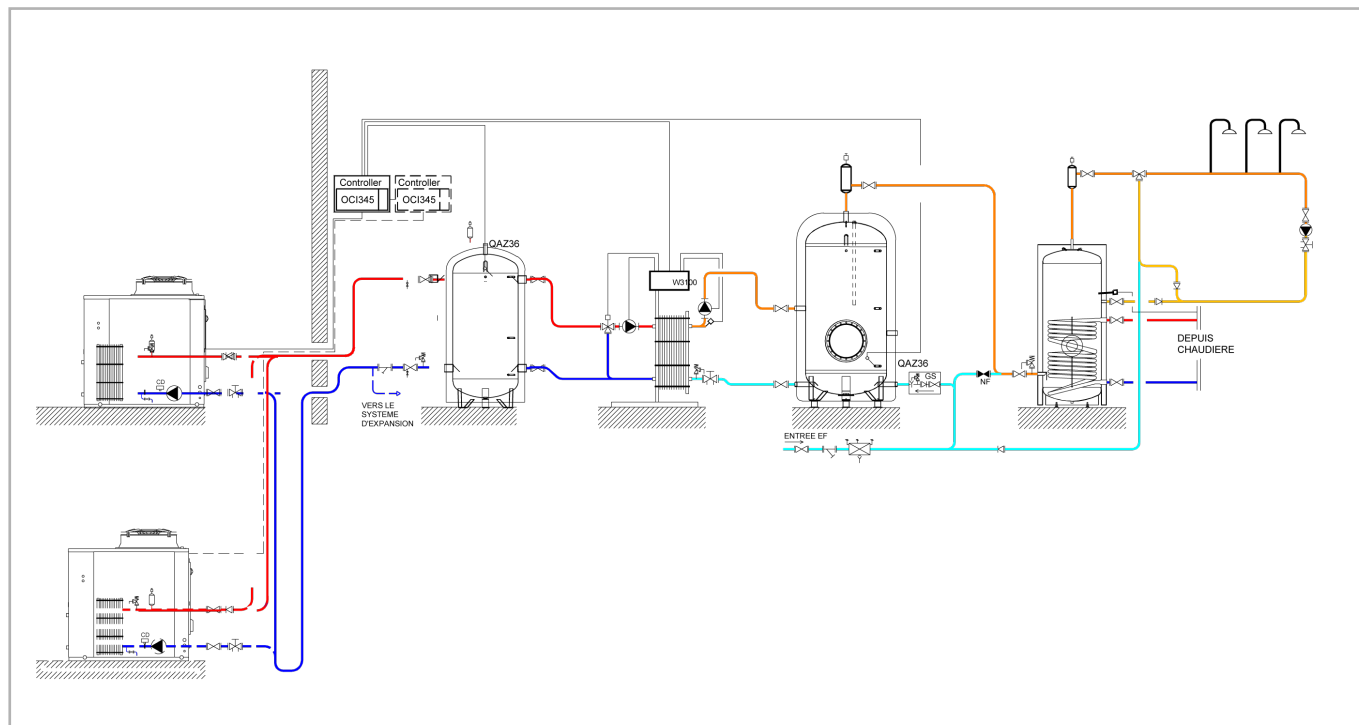 Controller
OCI345
Controller
OCI345
QAZ36
W3100
QAZ36
GS
NF
DEPUIS
CHAUDIERE
VERS LE
SYSTEME
D'EXPANSION
ENTREE EF